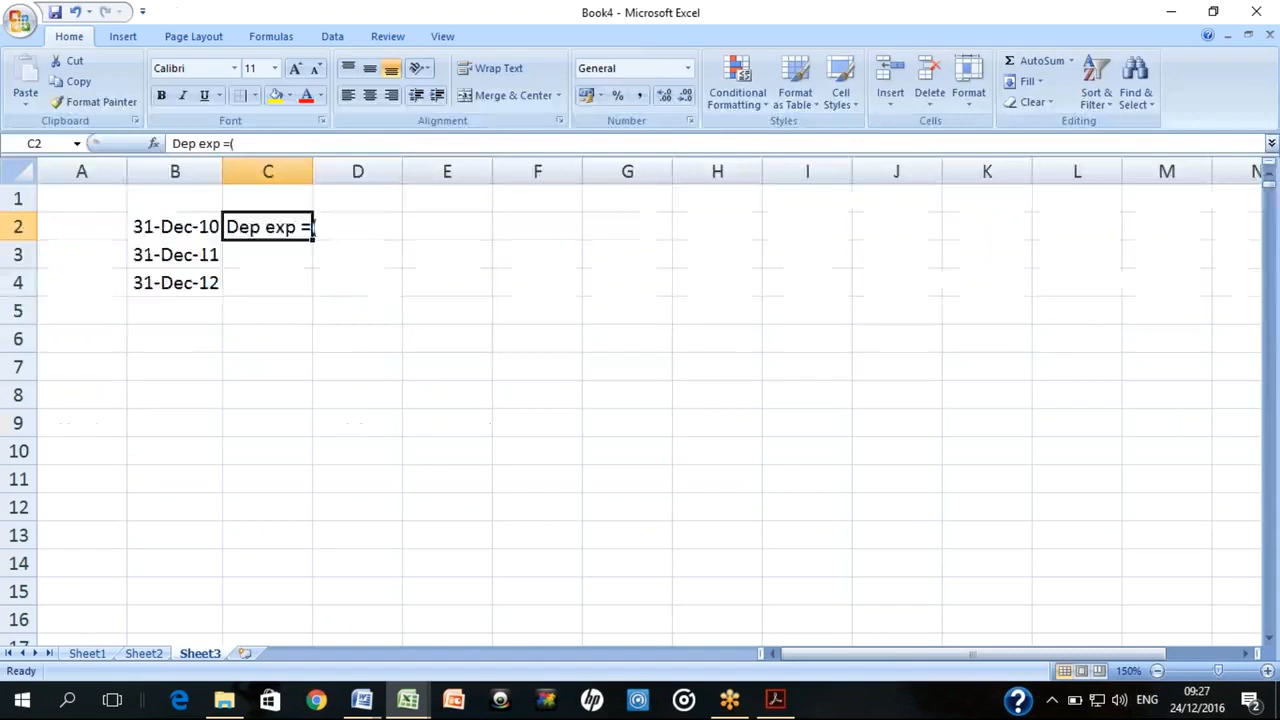 Book4 - Microsoft Excel
Home Insert Page Layout Formulas Data Review View
Paste
Cut
Copy
Format Painter
Clipboard
Calibri 11
B I U
Font
Wrap Text
Merge & Center
Alignment
General
% ,
Number
Conditional Formatting
Format as Table
Cell Styles
Styles
Insert Delete Format
Cells
AutoSum
Fill
Clear
Sort & Filter
Find & Select
Editing
C2 fx Dep exp =(
A B C D E F G H I J K L M N
1
2 31-Dec-10 Dep exp =(
3 31-Dec-11
4 31-Dec-12
5
6
7
8
9
10
11
12
13
14
15
16
17
Sheet1 Sheet2 Sheet3
Ready 150%
ENG 09:27
24/12/2016